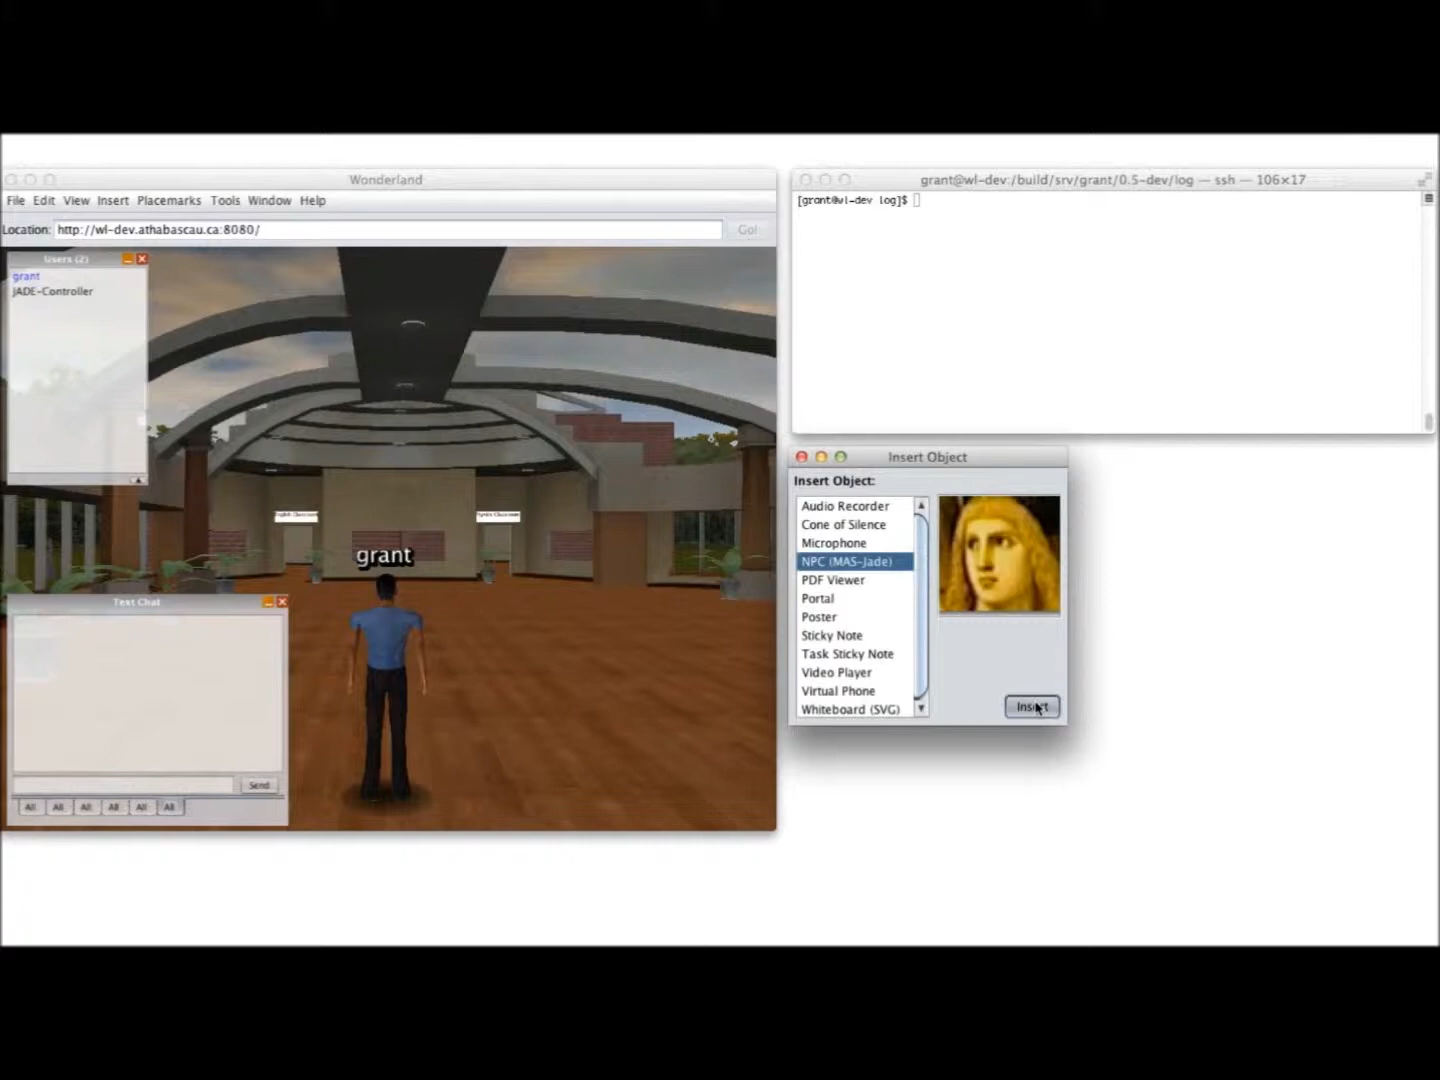 Wonderland
File Edit View Insert Placemarks Tools Window Help
Location: http://wl-dev.athabascau.ca:8080/ Go!
Users (2)
grant
JADE-Controller
English Classroom
grant
Text Chat
Send
All All All All All All
grant@wl-dev:/build/srv/grant/0.5-dev/log — ssh — 106×17
[grant@wl-dev log]$
Insert Object
Insert Object:
Audio Recorder
Cone of Silence
Microphone
NPC (MAS-Jade)
PDF Viewer
Portal
Poster
Sticky Note
Task Sticky Note
Video Player
Virtual Phone
Whiteboard (SVG)
Insert